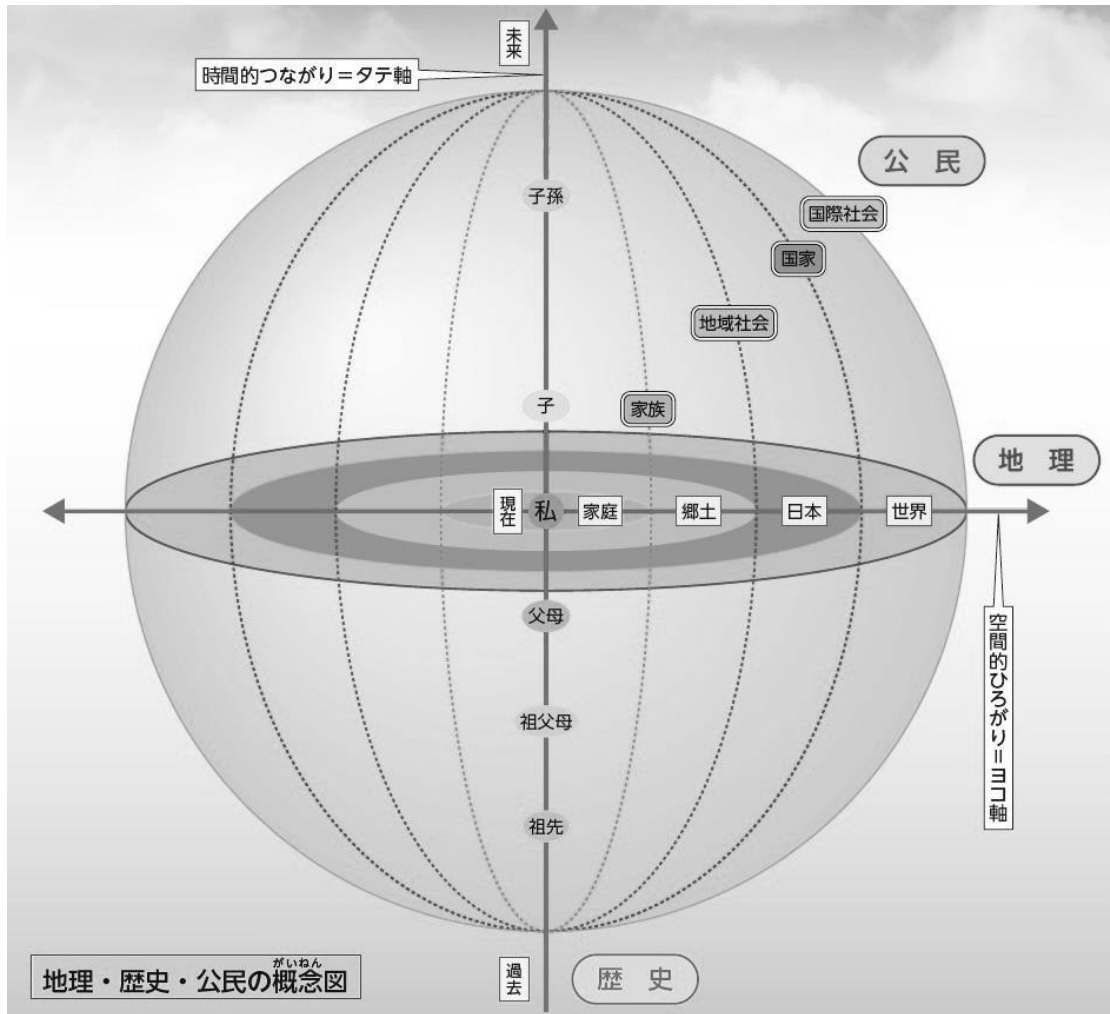 未来
時間的つながり＝タテ軸
公民
国際社会
子孫
国家
地域社会
子
家族
地理
現在
私
家庭
郷土
日本
世界
父母
空間的ひろがり＝ヨコ軸
祖父母
祖先
がいねん
地理・歴史・公民の概念図
過去
歴史